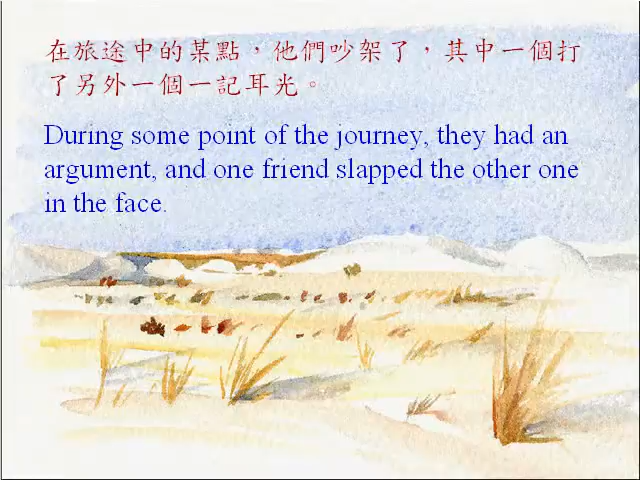 在旅途中的某點，他們吵架了，其中一個打
了另外一個一記耳光。
During some point of the journey, they had an
argument, and one friend slapped the other one
in the face.